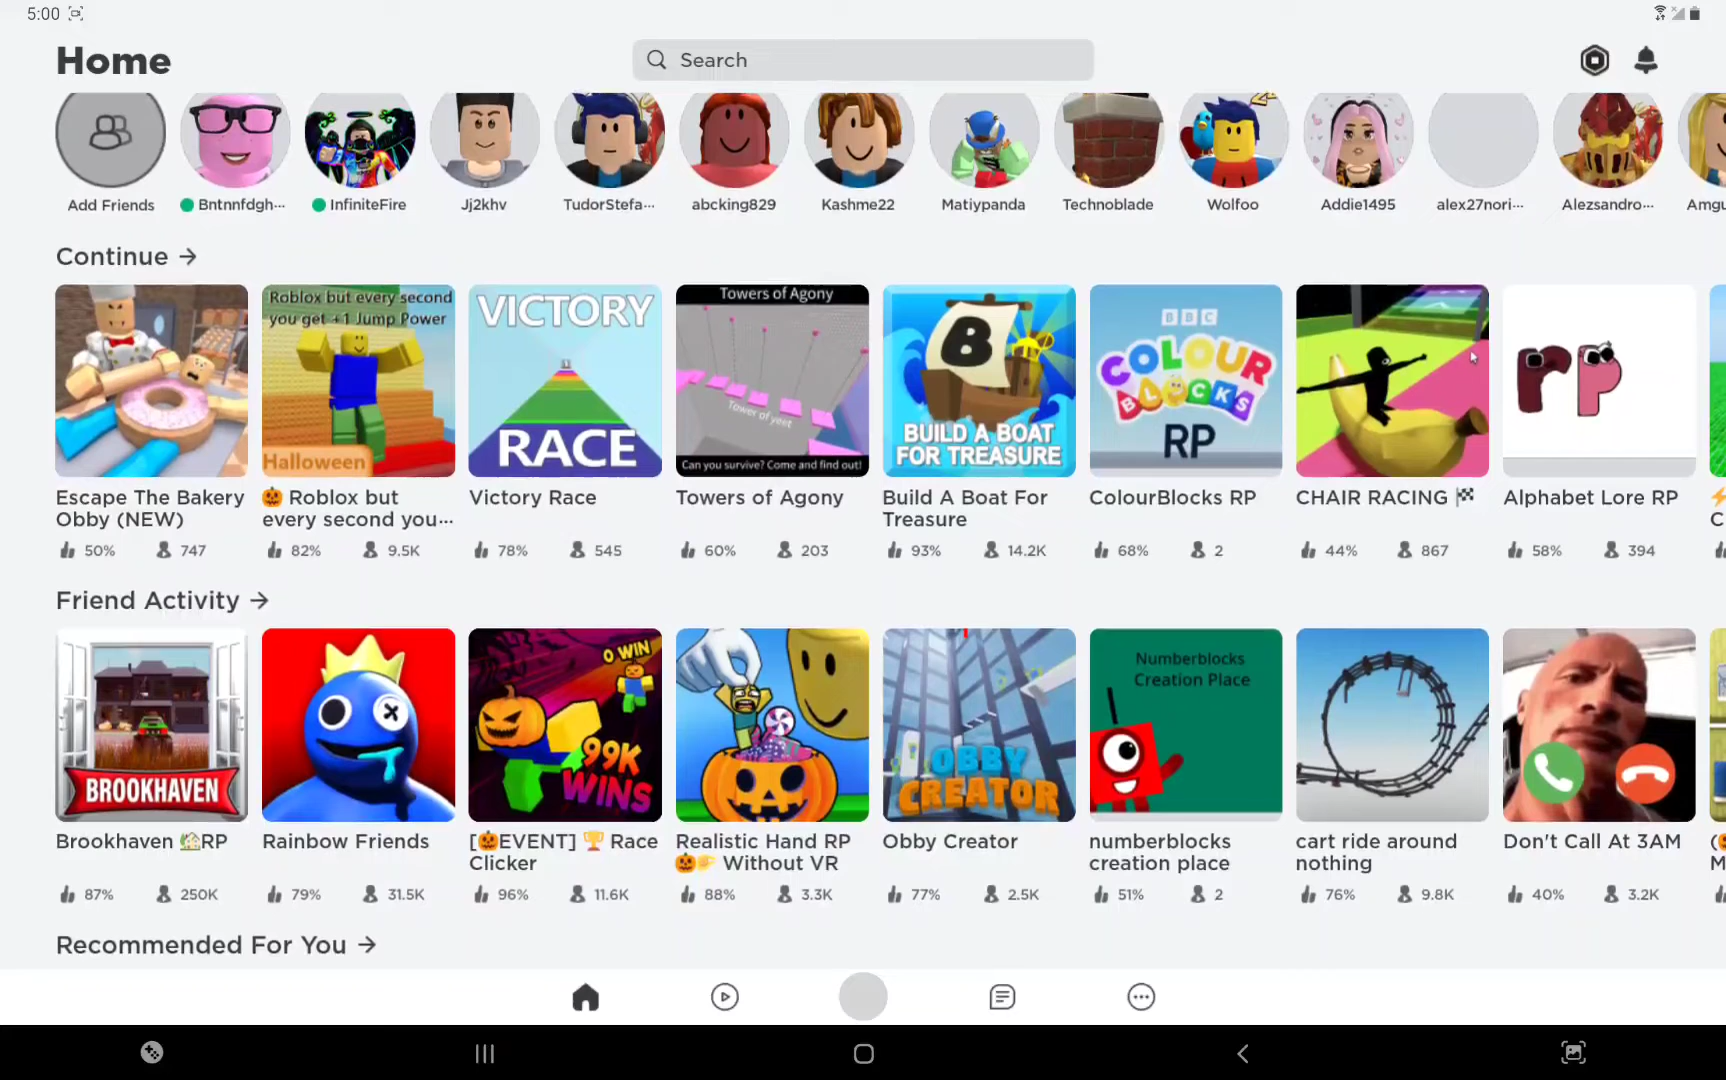 5:00
Home
Search
Add Friends
Bntnnfdgh...
InfiniteFire
Jj2khv
TudorStefa...
abcking829
Kashme22
Matiypanda
Technoblade
Wolfoo
Addie1495
alex27nori...
Alezsandro...
Amgu
Continue →
Roblox but every second
you get +1 Jump Power
Halloween
VICTORY
RACE
Towers of Agony
Tower of yeet
Can you survive? Come and find out!
B
BUILD A BOAT
FOR TREASURE
BBC
COLOUR
BLOCKS
RP
rp
Escape The Bakery
Obby (NEW)
🎃 Roblox but
every second you...
Victory Race
Towers of Agony
Build A Boat For
Treasure
ColourBlocks RP
CHAIR RACING 🏁
Alphabet Lore RP
⚡
C
50% 747
82% 9.5K
78% 545
60% 203
93% 14.2K
68% 2
44% 867
58% 394
Friend Activity →
BROOKHAVEN
0 WIN
99K
WINS
OBBY
CREATOR
Numberblocks
Creation Place
Brookhaven 🏡RP
Rainbow Friends
[🎃EVENT] 🏆 Race
Clicker
Realistic Hand RP
🎃🫱 Without VR
Obby Creator
numberblocks
creation place
cart ride around
nothing
Don't Call At 3AM
(🎃
M
87% 250K
79% 31.5K
96% 11.6K
88% 3.3K
77% 2.5K
51% 2
76% 9.8K
40% 3.2K
Recommended For You →